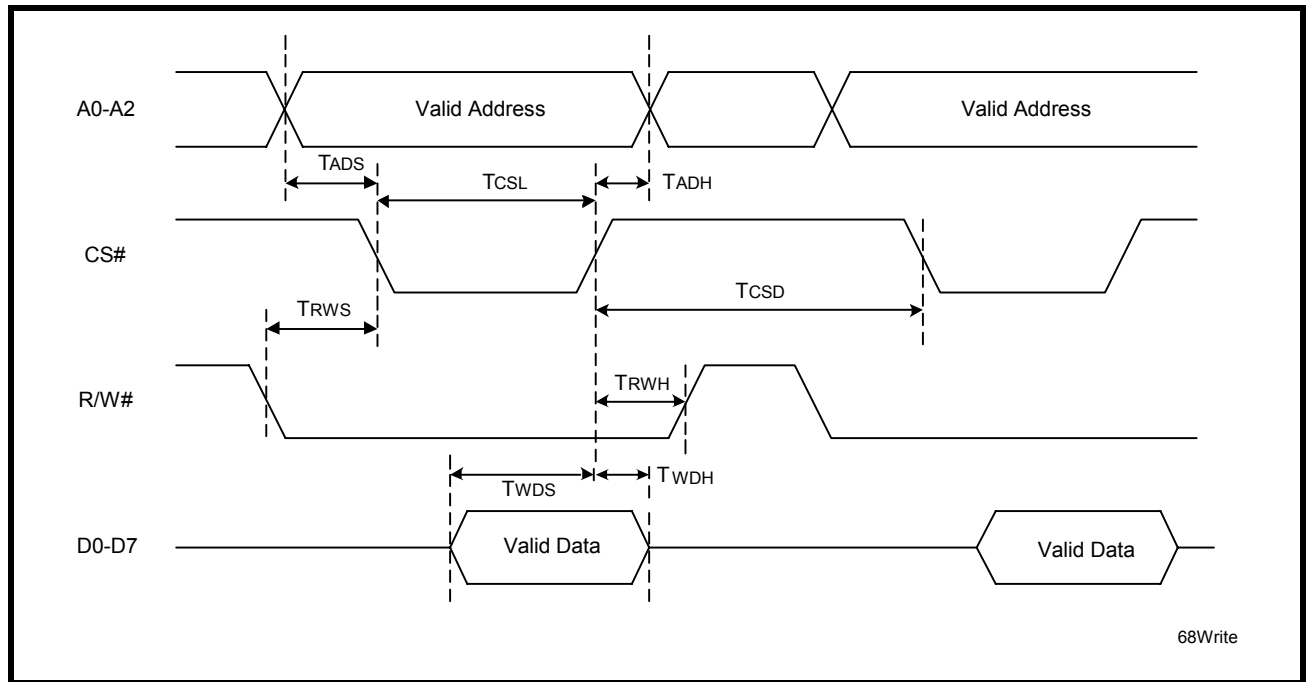 A0-A2
Valid Address
Valid Address
TADS
TCSL
TADH
CS#
TCSD
TRWS
R/W#
TRWH
TWDS
TWDH
D0-D7
Valid Data
Valid Data
68Write